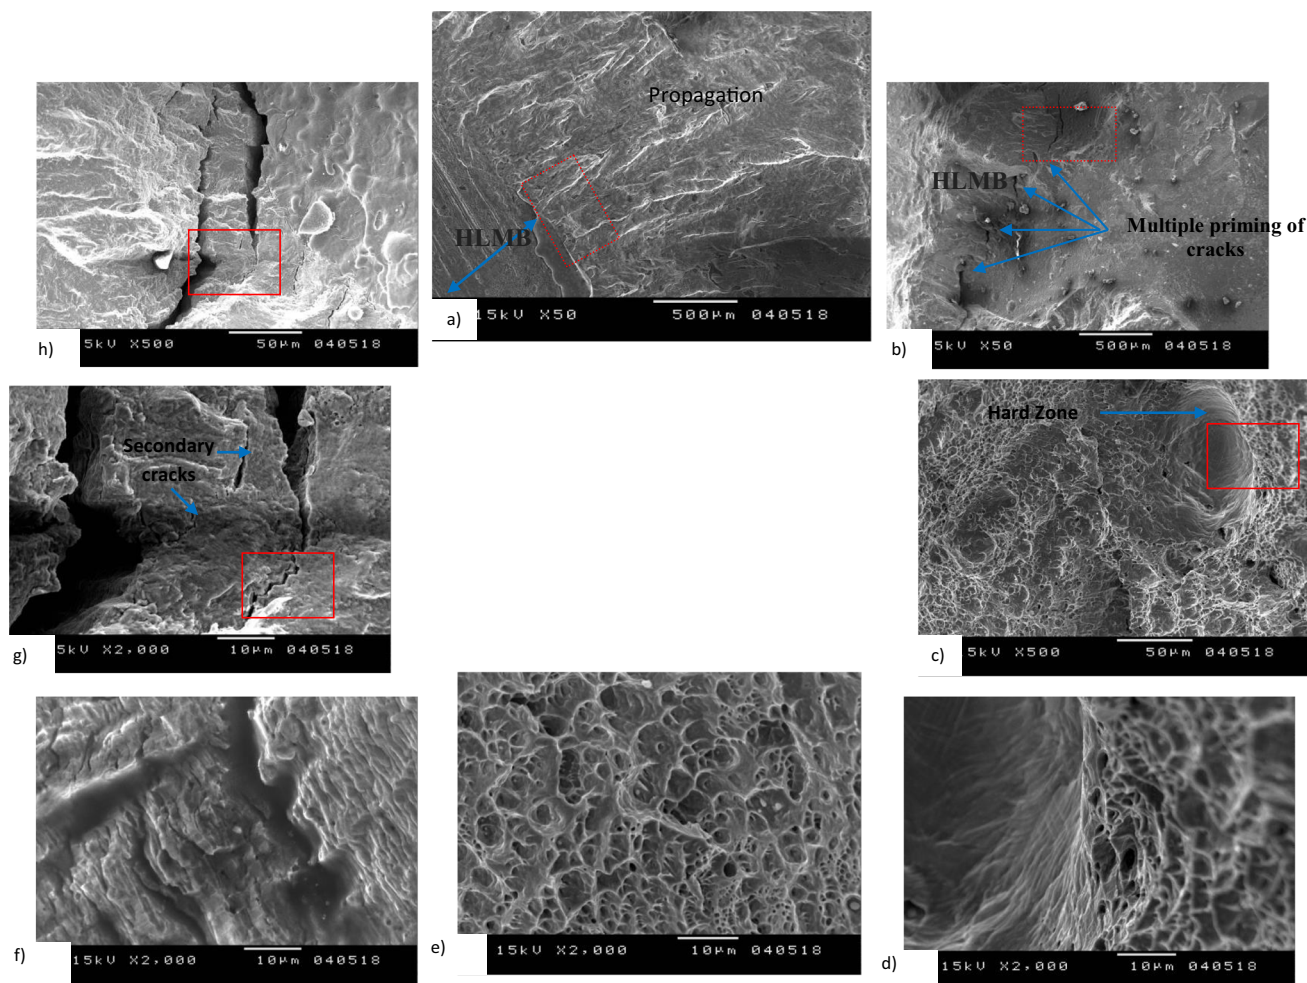 Propagation
HLMB
a)
15kV X50 500μm 040518
HLMB
Multiple priming of
cracks
b)
5kV X50 500μm 040518
Hard Zone
c)
5kV X500 50μm 040518
d)
15kV X2,000 10μm 040518
e)
15kV X2,000 10μm 040518
f)
15kV X2,000 10μm 040518
Secondary
cracks
g)
5kV X2,000 10μm 040518
h)
5kV X500 50μm 040518